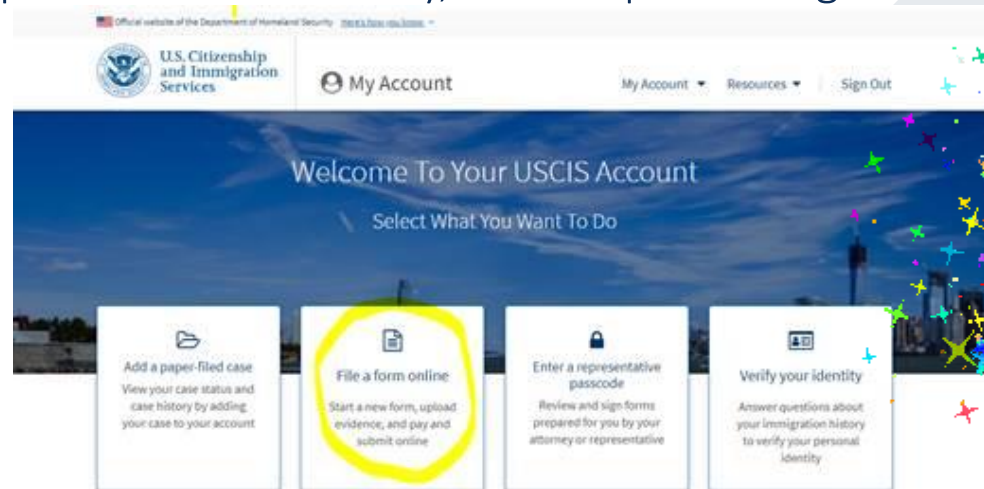 Official website of the Department of Homeland Security Here's how you know
U.S. Citizenship
and Immigration
Services
My Account
My Account
Resources
Sign Out
Welcome To Your USCIS Account
Select What You Want To Do
Add a paper-filed case
View your case status and
case history by adding
your case to your account
File a form online
Start a new form, upload
evidence, and pay and
submit online
Enter a representative
passcode
Review and sign forms
prepared for you by your
attorney or representative
Verify your identity
Answer questions about
your immigration history
to verify your personal
identity